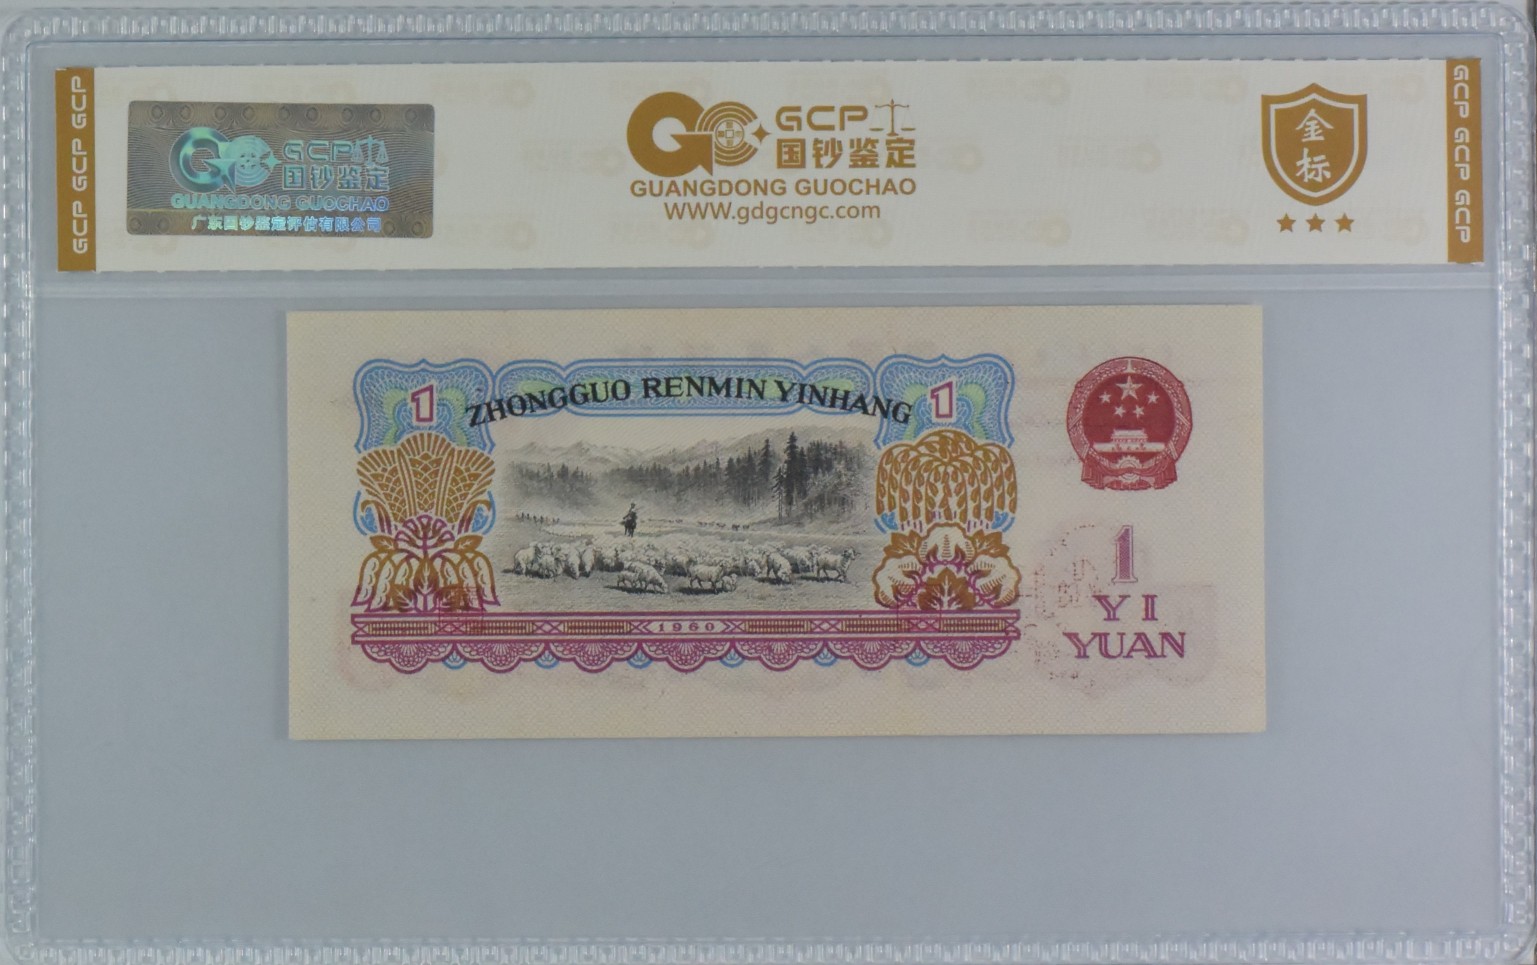 GCP GCP GCP
GCP
国钞鉴定
GUANGDONG GUOCHAO
广东国钞鉴定评估有限公司
GCP
国钞鉴定
GUANGDONG GUOCHAO
WWW.gdgcngc.com
金
标
GCP GCP GCP
1
ZHONGGUO RENMIN YINHANG
1
1960
1
YI
YUAN